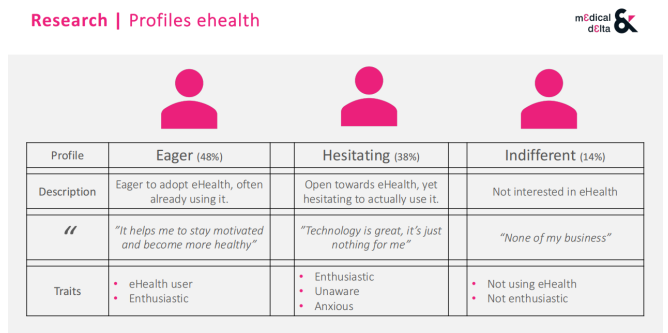 Research | Profiles ehealth
mƐdical
dƐlta
&
Profile
Eager (48%)
Hesitating (38%)
Indifferent (14%)
Description
Eager to adopt eHealth, often
already using it.
Open towards eHealth, yet
hesitating to actually use it.
Not interested in eHealth
“
"It helps me to stay motivated
and become more healthy”
”Technology is great, it’s just
nothing for me”
“None of my business”
Traits
• eHealth user
• Enthusiastic
• Enthusiastic
• Unaware
• Anxious
• Not using eHealth
• Not enthusiastic